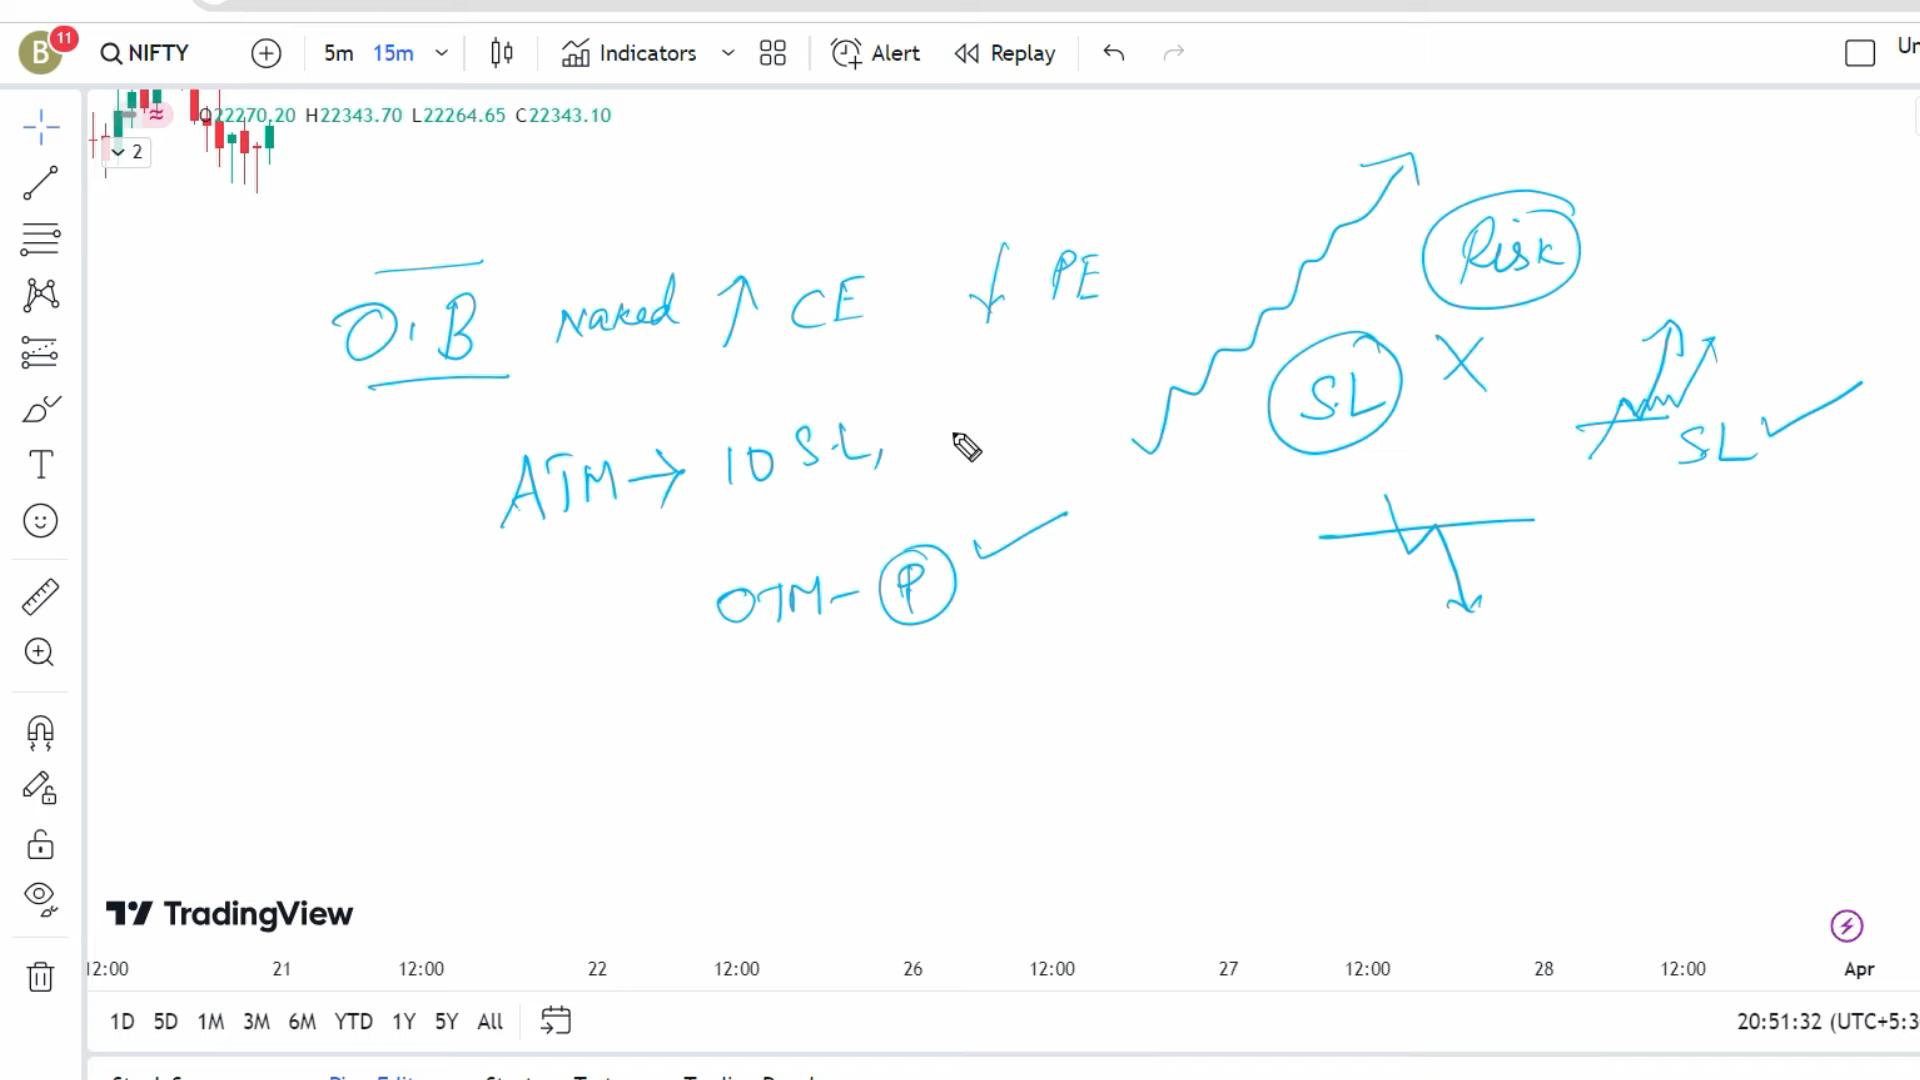 B 11 NIFTY 5m 15m Indicators Alert Replay Un
O22270.20 H22343.70 L22264.65 C22343.10
2
O.B Naked CE PE
Risk
SL
ATM 10 S.L,
SL
OTM - P
TradingView
12:00 21 12:00 22 12:00 26 12:00 27 12:00 28 12:00 Apr
1D 5D 1M 3M 6M YTD 1Y 5Y All 20:51:32 (UTC+5:3